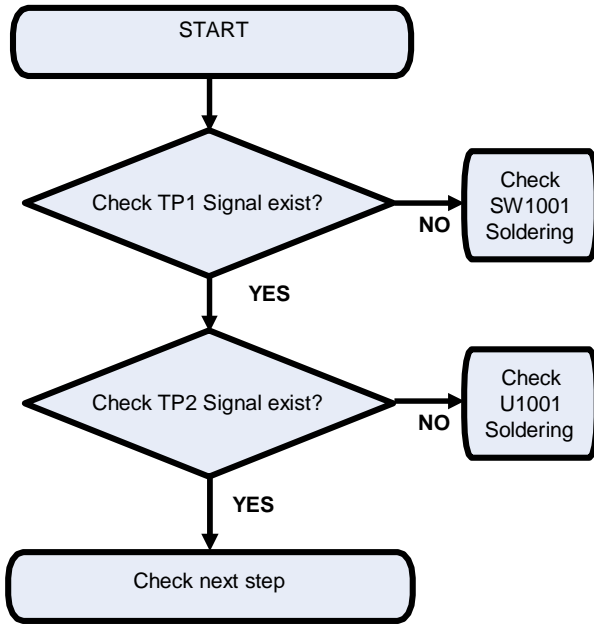 START
Check TP1 Signal exist?
NO
Check
SW1001
Soldering
YES
Check TP2 Signal exist?
NO
Check
U1001
Soldering
YES
Check next step